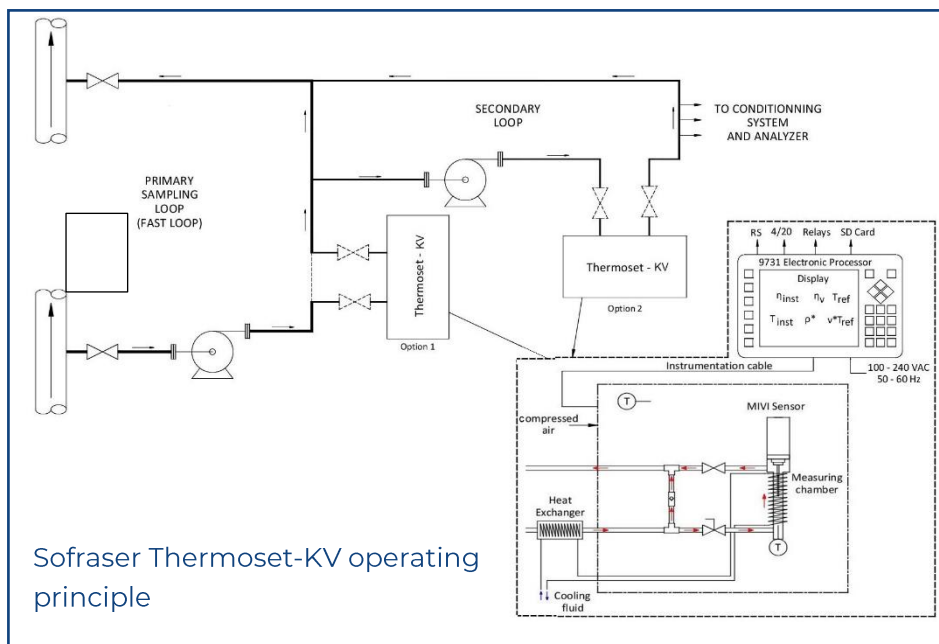 PRIMARY
SAMPLING
LOOP
(FAST LOOP)
SECONDARY
LOOP
TO CONDITIONNING
SYSTEM
AND ANALYZER
Thermoset - KV
Option 1
Thermoset - KV
Option 2
RS 4/20 Relays SD Card
9731 Electronic Processor
Display
ηinst ηv Tref
Tinst ρ* v*Tref
Instrumentation cable
100 - 240 VAC
50 - 60 Hz
compressed
air
T
MIVI Sensor
Measuring
chamber
Heat
Exchanger
T
Cooling
fluid
Sofraser Thermoset-KV operating
principle